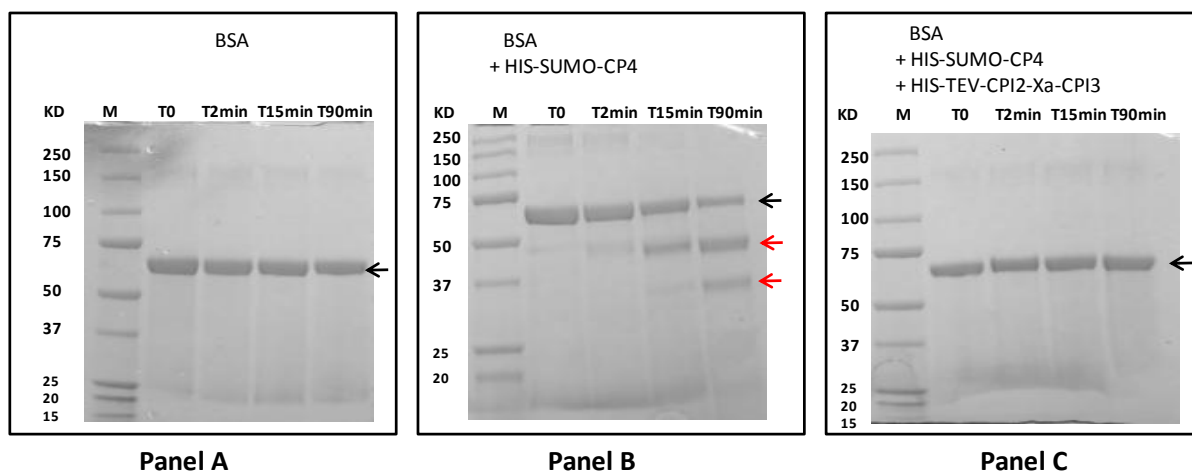 BSA
KD M T0 T2min T15min T90min
250
150
100
75
50
37
25
20
15
Panel A
BSA
+ HIS-SUMO-CP4
KD M T0 T2min T15min T90min
250
150
100
75
50
37
25
20
Panel B
BSA
+ HIS-SUMO-CP4
+ HIS-TEV-CPI2-Xa-CPI3
KD M T0 T2min T15min T90min
250
150
100
75
50
37
25
20
15
Panel C